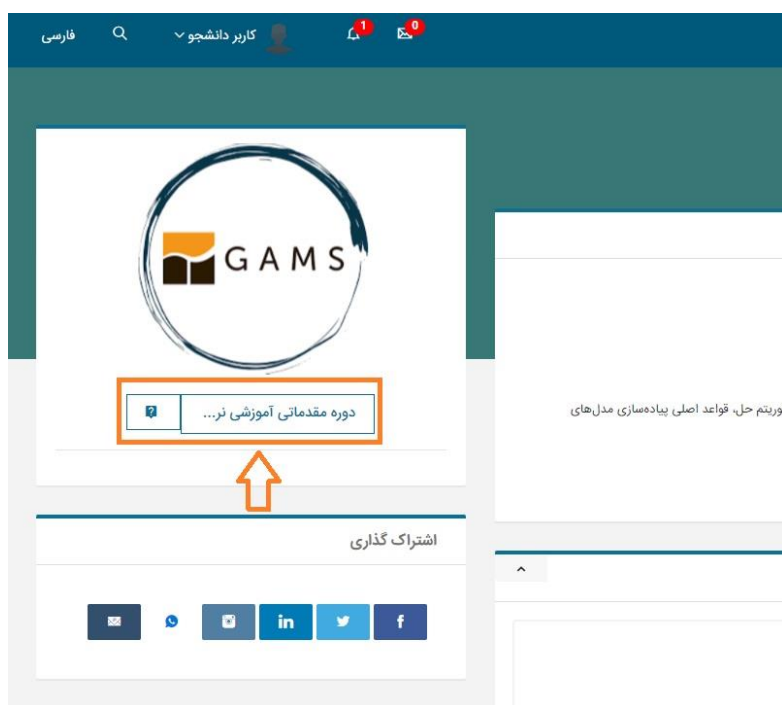 0
1
کاربر دانشجو
فارسی
GAMS
وریتم حل، قواعد اصلی پیاده‌سازی مدل‌های
دوره مقدماتی آموزشی نر...
?
اشتراک گذاری
f
in